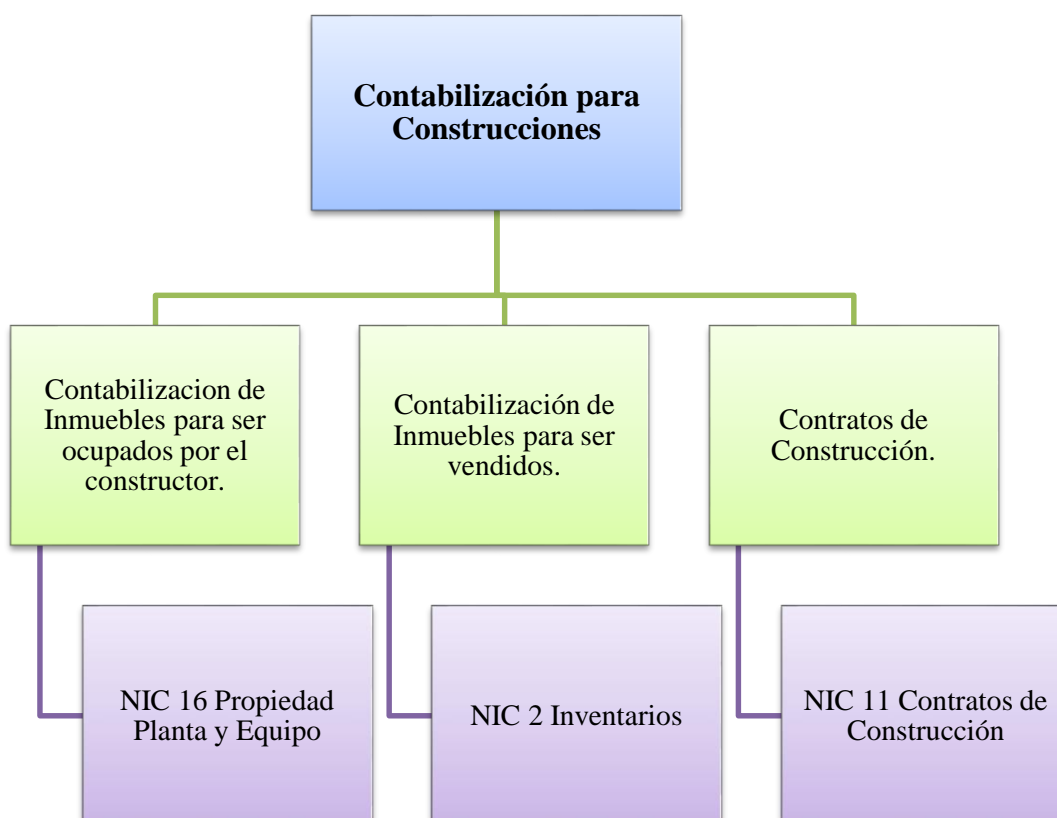 Contabilización para
Construcciones
Contabilizacion de
Inmuebles para ser
ocupados por el
constructor.
Contabilización de
Inmuebles para ser
vendidos.
Contratos de
Construcción.
NIC 16 Propiedad
Planta y Equipo
NIC 2 Inventarios
NIC 11 Contratos de
Construcción